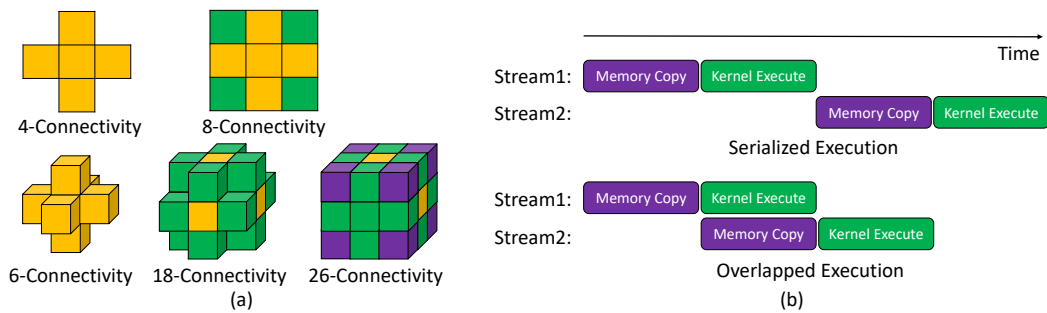 4-Connectivity
8-Connectivity
6-Connectivity
18-Connectivity
26-Connectivity
(a)
Time
Stream1:
Memory Copy
Kernel Execute
Stream2:
Memory Copy
Kernel Execute
Serialized Execution
Stream1:
Memory Copy
Kernel Execute
Stream2:
Memory Copy
Kernel Execute
Overlapped Execution
(b)